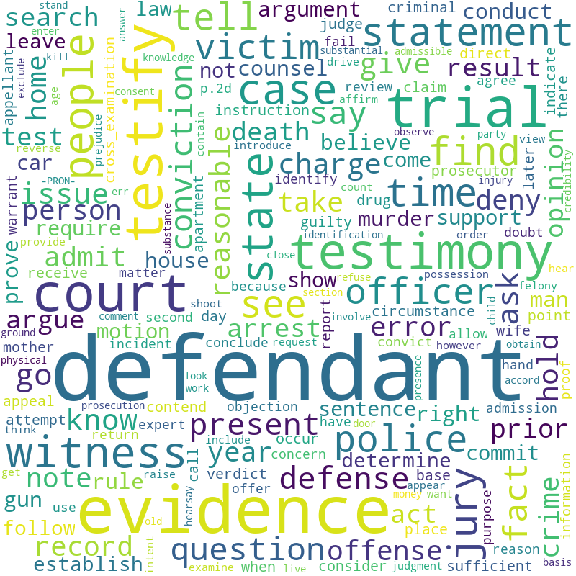 stand
search
enter
kill
appellant
exclude
leave
home
people
age
test
reverse
prejudice
-PRON-
car
err
issue
warrant
person
require
provide
prove
receive
admit
matter
law
answer
knowledge
consent
cross-examination
testify
conviction
contain
substance
apartment
house
tell
victim
not
counsel
p.2d
instruction
death
reasonable
state
argument
judge
case
say
believe
charge
take
criminal
fail
drive
substantial
review
affirm
introduce
come
identify
count
drug
guilty
murder
identification
conduct
statement
give
result
admissible
direct
claim
agree
observe
trial
prosecutor
find
time
deny
support
order
doubt
party
view
injury
later
indicate
there
opinion
credibility
testimony
possession
hear
felony
court
see
because
close
show
report
officer
refuse
section
circumstance
error
allow
ask
wife
child
man
point
obtain
argue
ground
physical
mother
comment
second
day
motion
shoot
arrest
incident
conclude
request
involve
convict
however
hold
proof
go
defendant
look
work
presence
hand
accord
appeal
prosecution
contend
attempt
think
know
return
expert
objection
present
include
occur
sentence
have
door
right
admission
prior
witness
year
police
commit
note
rule
call
raise
concern
verdict
offer
defense
determine
base
appear
money
want
get
gun
use
follow
old
hearsay
evidence
jury
act
place
purpose
fact
crime
information
record
intent
establish
question
offense
reason
examine
when
live
consider
judgment
sufficient
basis